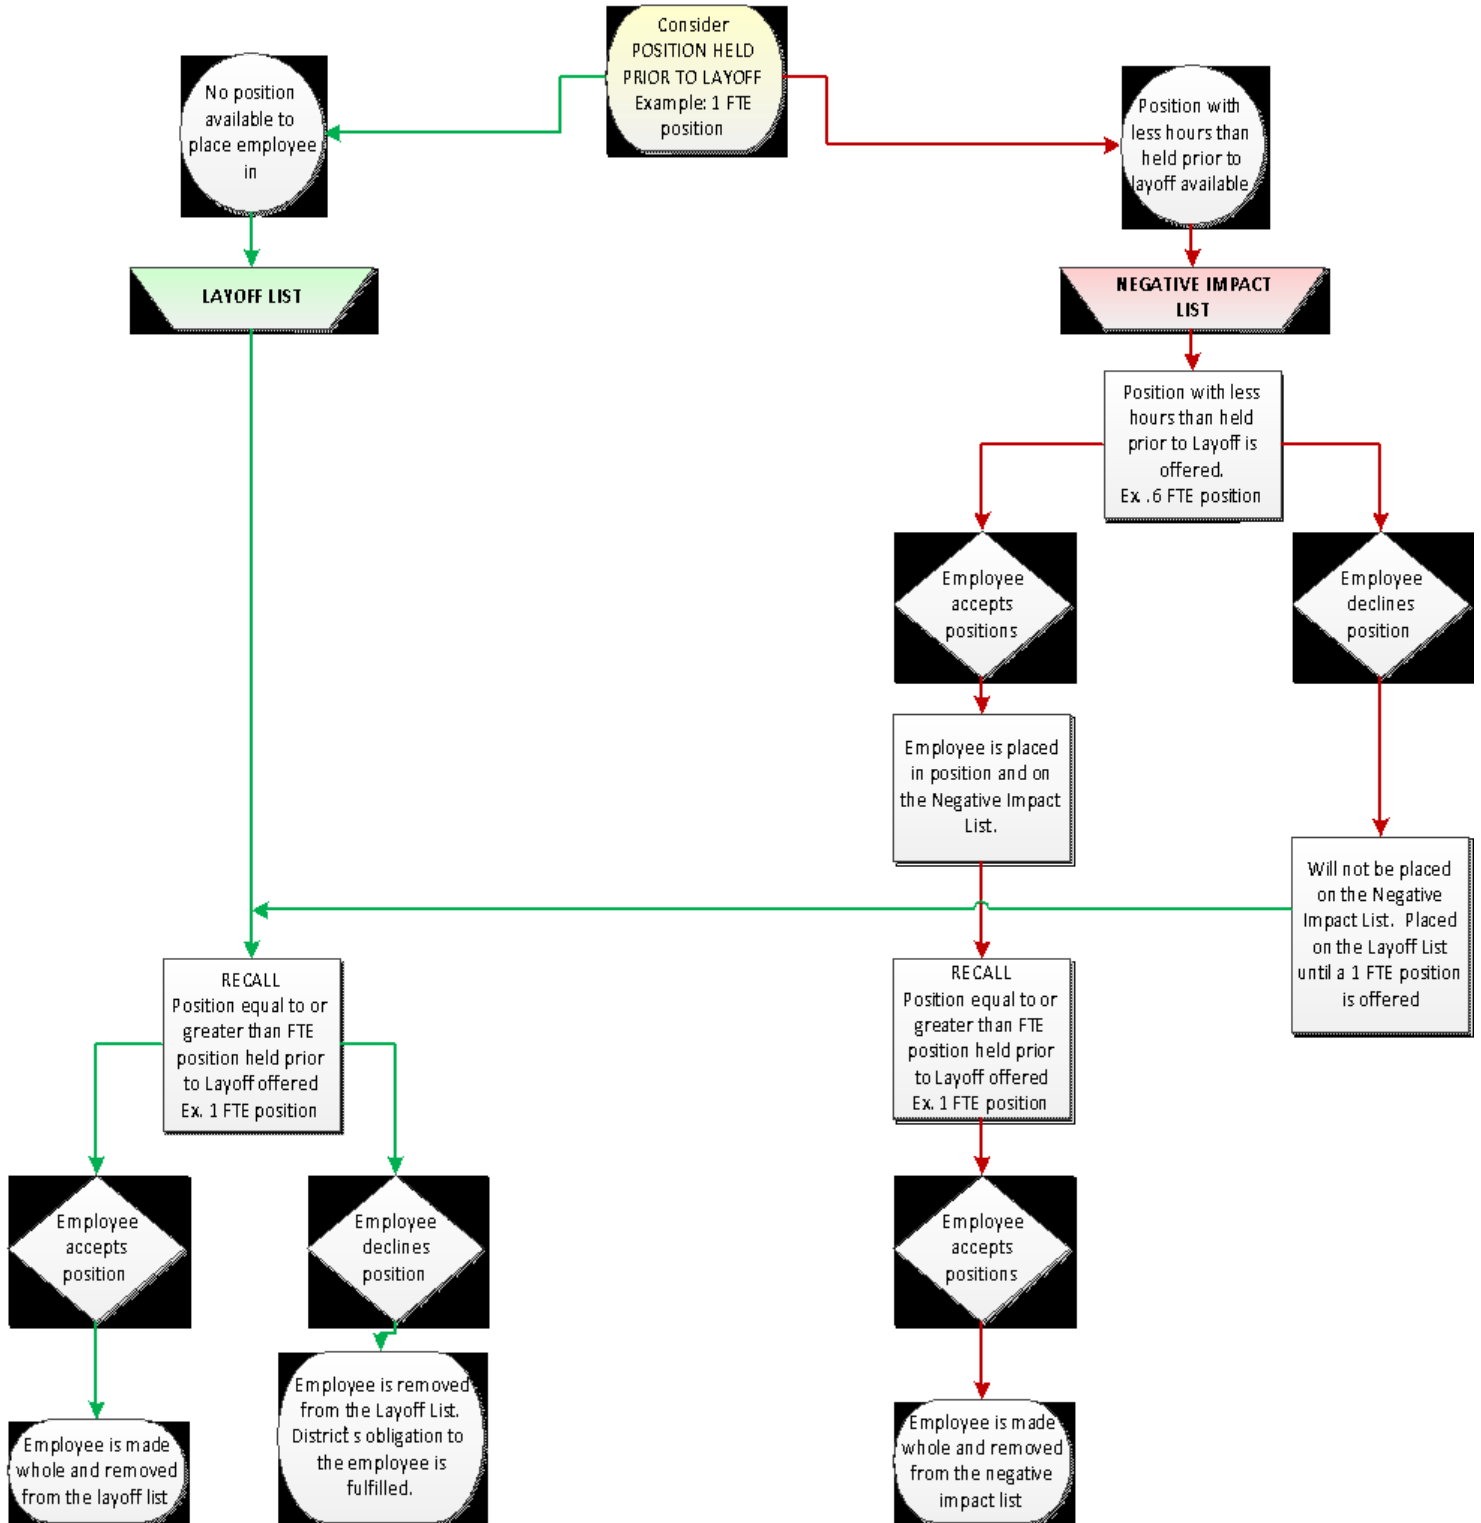 Consider
POSITION HELD
PRIOR TO LAYOFF
Example: 1 FTE
position
No position
available to
place employee
in
Position with
less hours than
held prior to
layoff available
LAYOFF LIST
NEGATIVE IMPACT
LIST
Position with less
hours than held
prior to Layoff is
offered.
Ex. .6 FTE position
Employee
accepts
positions
Employee
declines
position
Employee is placed
in position and on
the Negative Impact
List.
Will not be placed
on the Negative
Impact List. Placed
on the Layoff List
until a 1 FTE position
is offered
RECALL
Position equal to or
greater than FTE
position held prior
to Layoff offered
Ex. 1 FTE position
RECALL
Position equal to or
greater than FTE
position held prior
to Layoff offered
Ex. 1 FTE position
Employee
accepts
position
Employee
declines
position
Employee
accepts
positions
Employee is removed
from the Layoff List.
District's obligation to
the employee is
fulfilled.
Employee is made
whole and removed
from the layoff list
Employee is made
whole and removed
from the negative
impact list